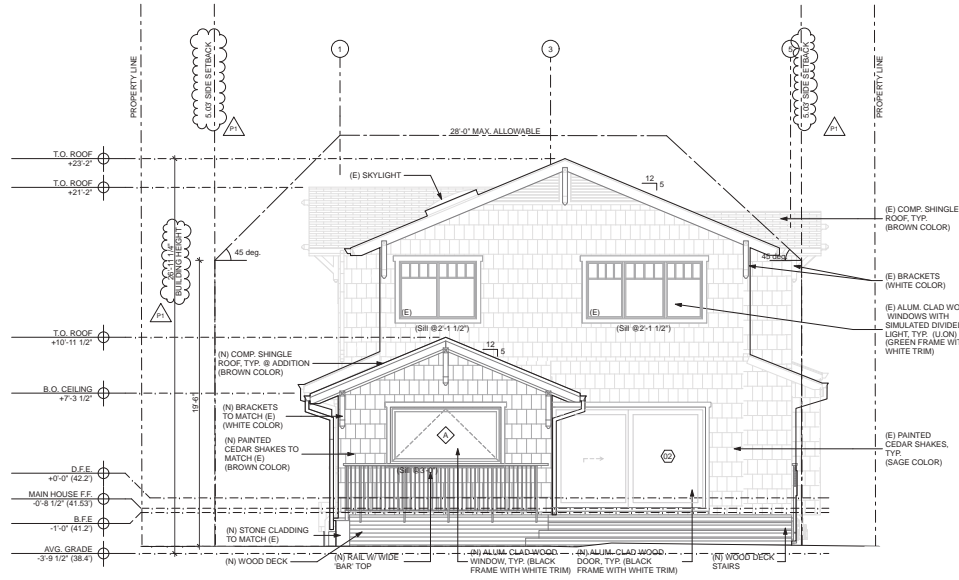 PROPERTY LINE
5.03' SIDE SETBACK
P1
1
3
5
5.03' SIDE SETBACK
P1
PROPERTY LINE
28'-0" MAX. ALLOWABLE
T.O. ROOF
+23'-2"
T.O. ROOF
+21'-2"
(E) SKYLIGHT
12
5
(E) COMP. SHINGLE
ROOF, TYP.
(BROWN COLOR)
BUILDING HEIGHT
P1
45 deg.
45 deg.
(E) BRACKETS
(WHITE COLOR)
(E)
(E)
(Sill @2'-1 1/2")
(Sill @2'-1 1/2")
(E) ALUM. CLAD
WINDOWS WITH
SIMULATED
LIGHT, TYP. (U.ON)
(GREEN FRAME
WHITE TRIM)
T.O. ROOF
+10'-11 1/2"
12
5
(N) COMP. SHINGLE
ROOF, TYP. @ ADDITION
(BROWN COLOR)
B.O. CEILING
+7'-3 1/2"
(N) BRACKETS
TO MATCH (E)
(WHITE COLOR)
(N) PAINTED
CEDAR SHAKES TO
MATCH (E)
(BROWN COLOR)
A
02
(E) PAINTED
CEDAR SHAKES,
TYP.
(SAGE COLOR)
(Sill @3'-0")
D.F.E.
+0'-0" (42.2')
MAIN HOUSE F.F.
-0'-8 1/2" (41.53')
B.F.E
-1'-0" (41.2')
AVG. GRADE
-3'-9 1/2" (38.4')
(N) STONE CLADDING
TO MATCH (E)
(N) WOOD DECK
(N) RAIL W/ WIDE
'BAR' TOP
(N) ALUM. CLAD WOOD
WINDOW, TYP. (BLACK
FRAME WITH WHITE TRIM)
(N) ALUM. CLAD WOOD
DOOR, TYP. (BLACK
FRAME WITH WHITE TRIM)
(N) WOOD DECK
STAIRS